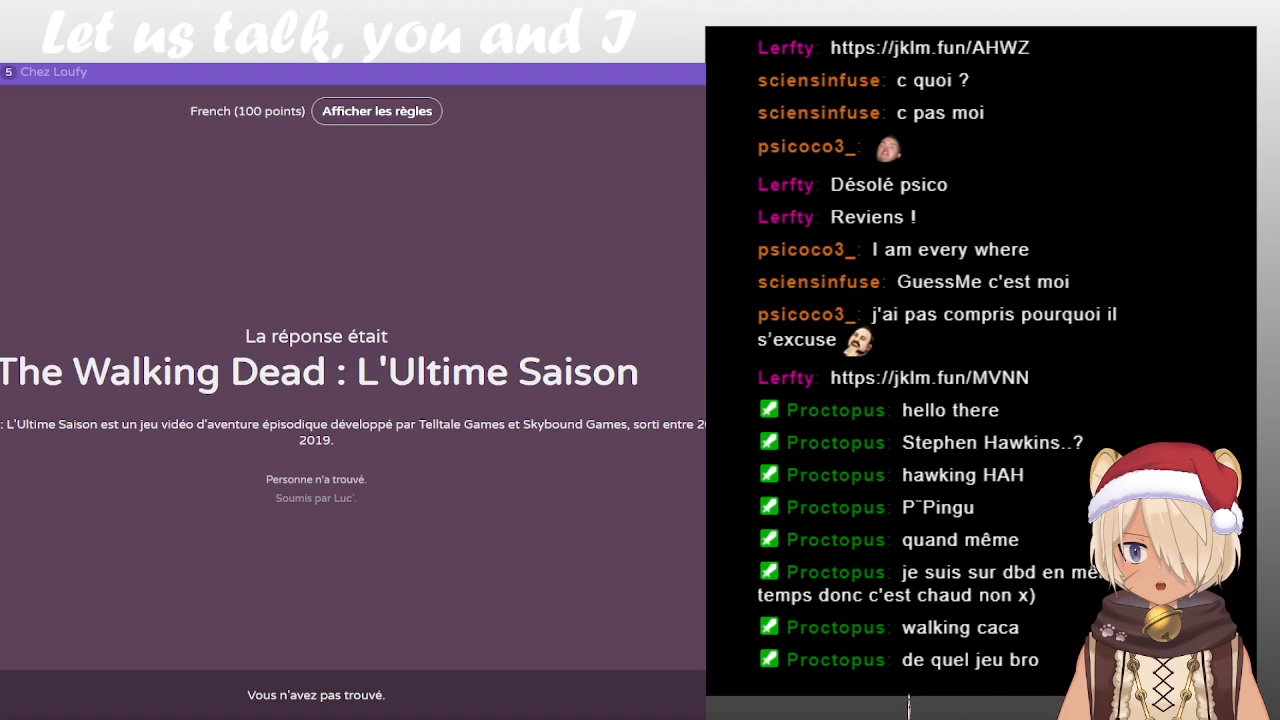 Let us talk, you and I
5 Chez Loufy
French (100 points) Afficher les règles
La réponse était
The Walking Dead : L'Ultime Saison
: L'Ultime Saison est un jeu vidéo d'aventure épisodique développé par Telltale Games et Skybound Games, sorti entre 20
2019.
Personne n'a trouvé.
Soumis par Luc'.
Vous n'avez pas trouvé.
Lerfty: https://jklm.fun/AHWZ
sciensinfuse: c quoi ?
sciensinfuse: c pas moi
psicoco3_:
Lerfty: Désolé psico
Lerfty: Reviens !
psicoco3_: I am every where
sciensinfuse: GuessMe c'est moi
psicoco3_: j'ai pas compris pourquoi il
s'excuse
Lerfty: https://jklm.fun/MVNN
Proctopus: hello there
Proctopus: Stephen Hawkins..?
Proctopus: hawking HAH
Proctopus: P¨Pingu
Proctopus: quand même
Proctopus: je suis sur dbd en
temps donc c'est chaud non x)
Proctopus: walking caca
Proctopus: de quel jeu bro